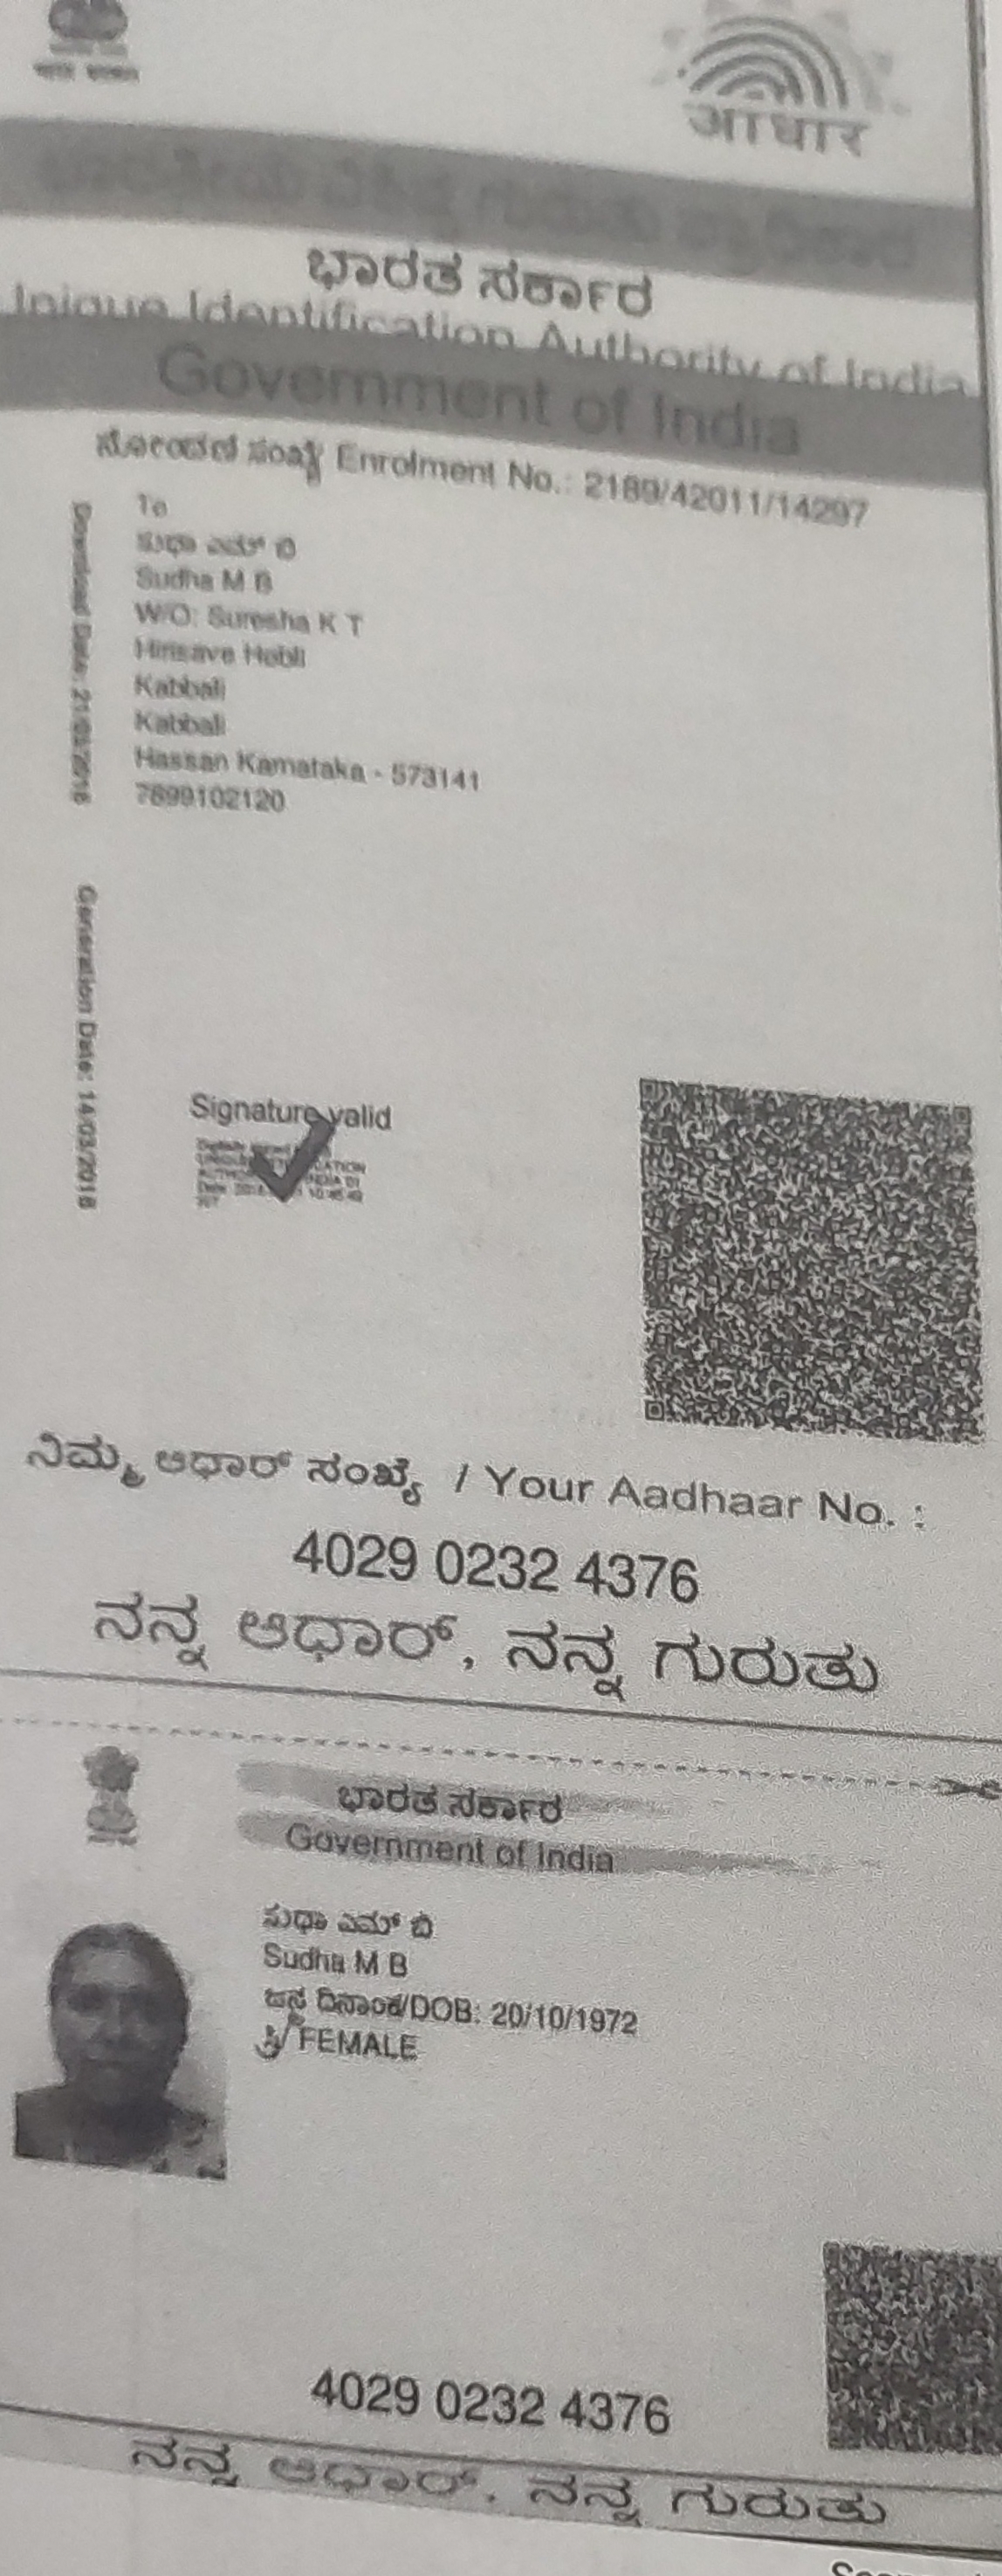 आधार
ಭಾರತ ಸರ್ಕಾರ
Unique Identification Authority of India
Government of India
Enrolment No.: 2189/42011/14297
To
ಸುಧಾ ಎಮ್ ಬಿ
Sudha M B
W/O: Suresha K T
Hirisave Hobli
Kabbali
Kabbali
Hassan Karnataka - 573141
7899102120
Download Date:
Generation Date: 14/03/2018
Signature valid
ನಿಮ್ಮ ಆಧಾರ್ ಸಂಖ್ಯೆ / Your Aadhaar No. :
4029 0232 4376
ನನ್ನ ಆಧಾರ್, ನನ್ನ ಗುರುತು
ಭಾರತ ಸರ್ಕಾರ
Government of India
ಸುಧಾ ಎಮ್ ಬಿ
Sudha M B
ಜನ್ಮ ದಿನಾಂಕ/DOB: 20/10/1972
FEMALE
4029 0232 4376
ನನ್ನ ಆಧಾರ್, ನನ್ನ ಗುರುತು